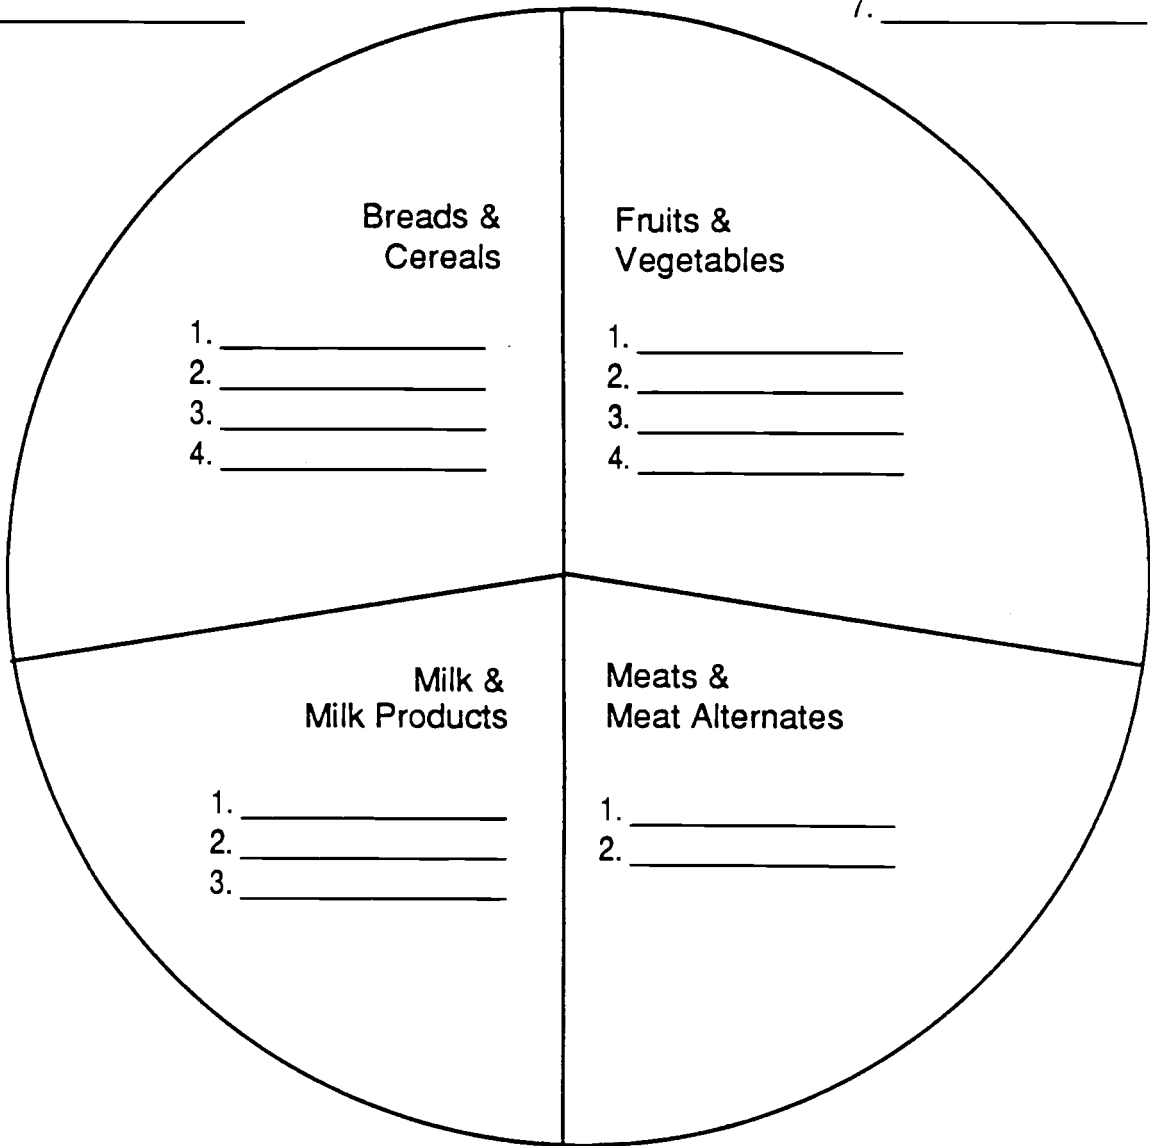 7.
Breads &
Cereals
1.
2.
3.
4.
Fruits &
Vegetables
1.
2.
3.
4.
Milk &
Milk Products
1.
2.
3.
Meats &
Meat Alternates
1.
2.